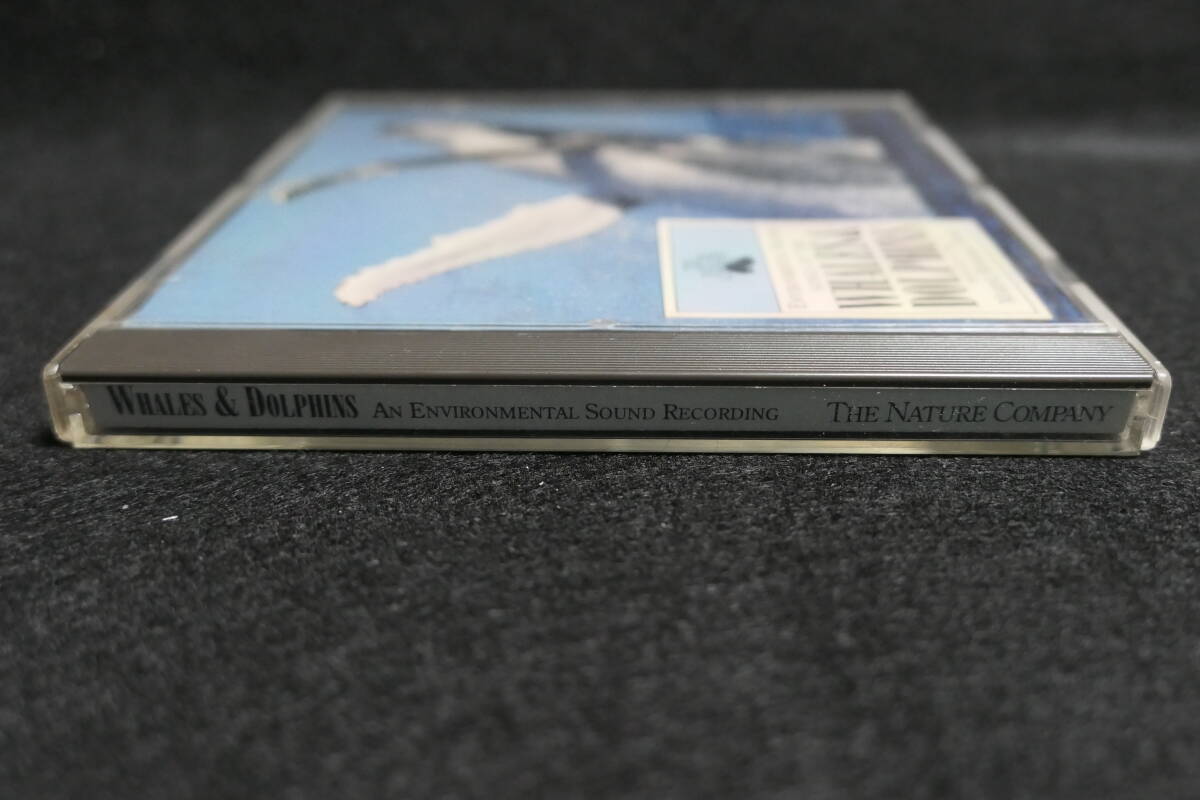 WHALES & DOLPHINS AN ENVIRONMENTAL SOUND RECORDING THE NATURE COMPANY